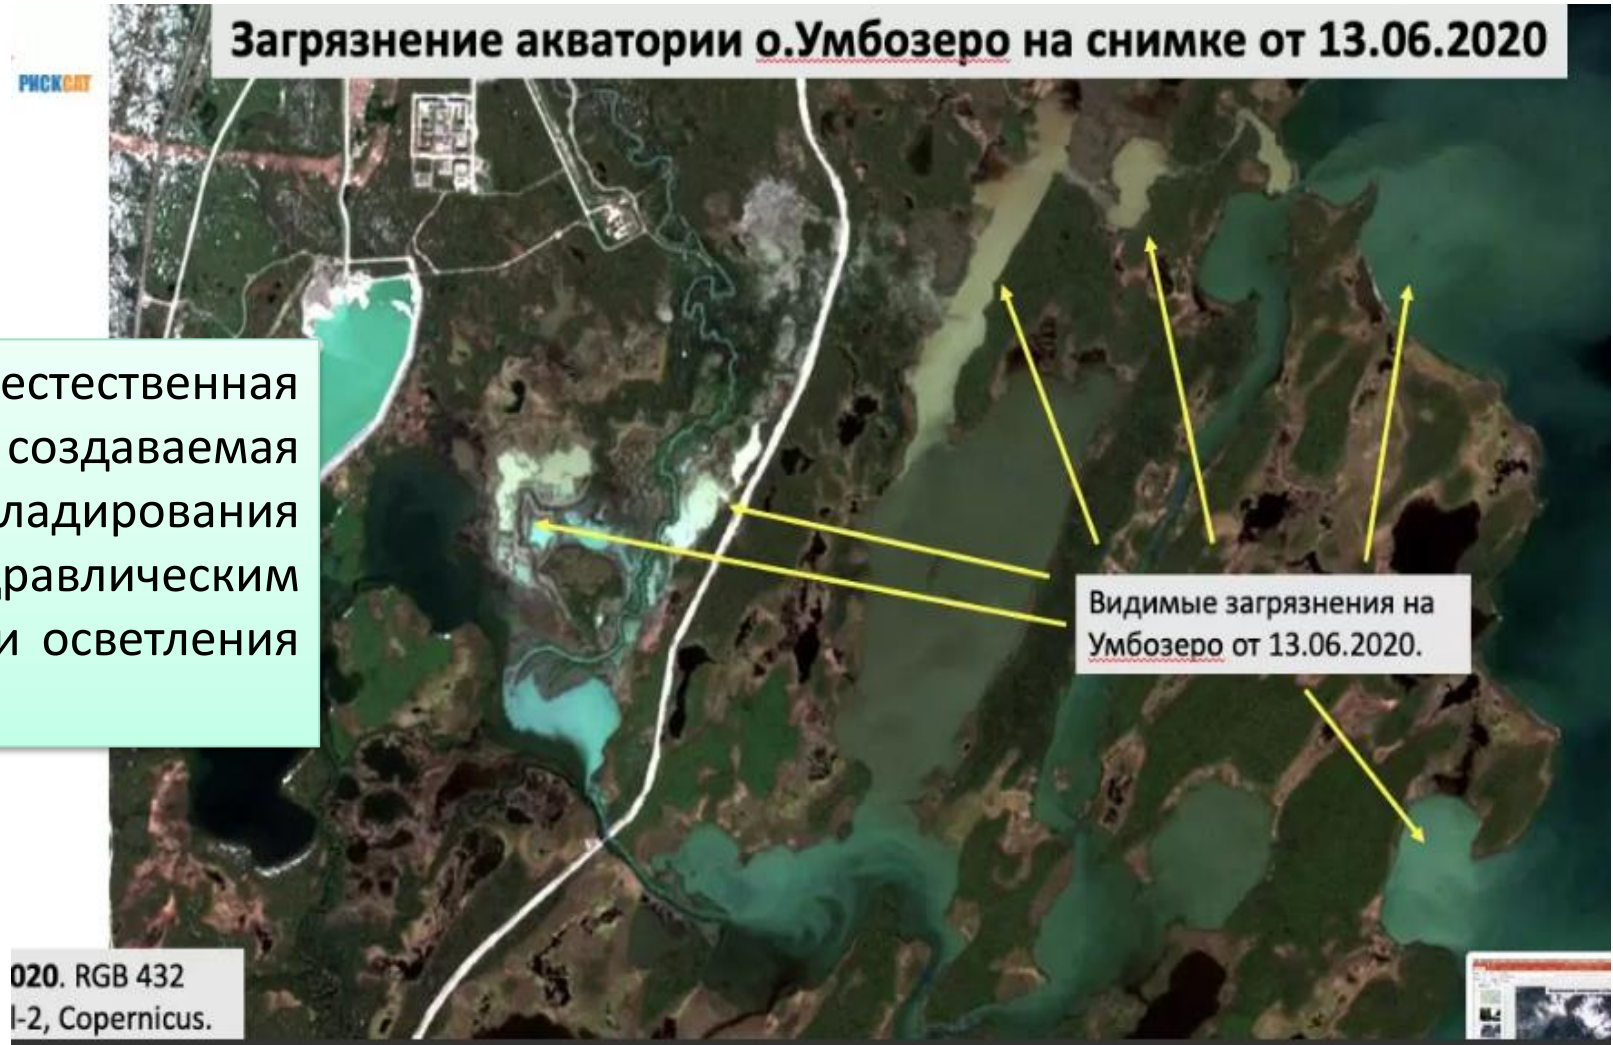 Загрязнение акватории о.Умбозеро на снимке от 13.06.2020
РИСКСАТ
естественная
создаваемая
ладирования
равлическим
и осветления
Видимые загрязнения на
Умбозеро от 13.06.2020.
020. RGB 432
l-2, Copernicus.